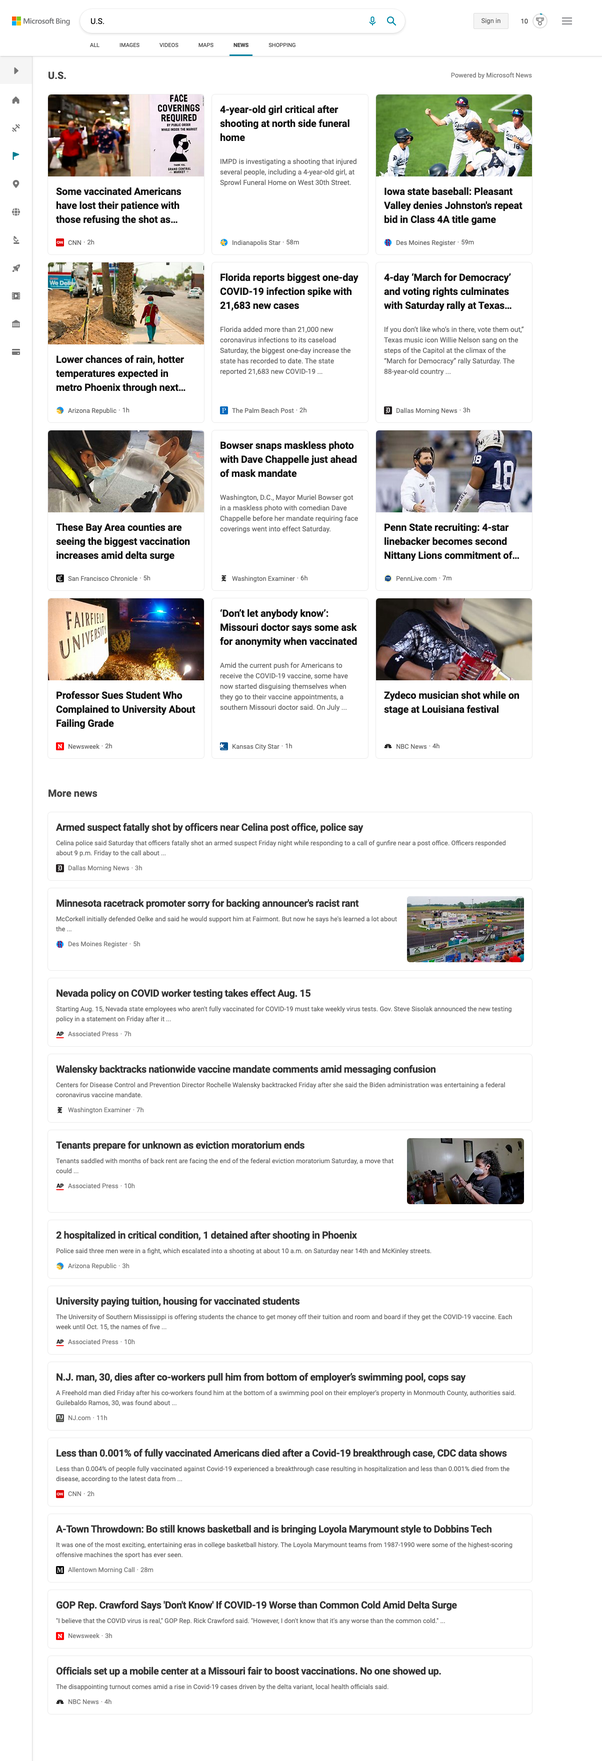 Microsoft Bing
U.S.
Sign in
10
ALL
IMAGES
VIDEOS
MAPS
NEWS
SHOPPING
U.S.
Powered by Microsoft News
FACE
COVERINGS
REQUIRED
Some vaccinated Americans
have lost their patience with
those refusing the shot as...
CNN · 2h
4-year-old girl critical after
shooting at north side funeral
home
IMPD is investigating a shooting that injured
several people, including a 4-year-old girl, at
Sprowl Funeral Home on West 30th Street.
Indianapolis Star · 58m
Iowa state baseball: Pleasant
Valley denies Johnston's repeat
bid in Class 4A title game
Des Moines Register · 59m
We Deliver
Lower chances of rain, hotter
temperatures expected in
metro Phoenix through next...
Arizona Republic · 1h
Florida reports biggest one-day
COVID-19 infection spike with
21,683 new cases
Florida added more than 21,000 new
coronavirus infections to its caseload
Saturday, the biggest one-day increase the
state has recorded to date. The state
reported 21,683 new COVID-19 ...
The Palm Beach Post · 2h
4-day ‘March for Democracy’
and voting rights culminates
with Saturday rally at Texas...
If you don't like who's in there, vote them out,”
Texas music icon Willie Nelson sang on the
steps of the Capitol at the climax of the
“March for Democracy” rally Saturday. The
88-year-old country ...
Dallas Morning News · 3h
These Bay Area counties are
seeing the biggest vaccination
increases amid delta surge
San Francisco Chronicle · 5h
Bowser snaps maskless photo
with Dave Chappelle just ahead
of mask mandate
Washington, D.C., Mayor Muriel Bowser got
in a maskless photo with comedian Dave
Chappelle before her mandate requiring face
coverings went into effect Saturday.
Washington Examiner · 6h
18
18
Penn State recruiting: 4-star
linebacker becomes second
Nittany Lions commitment of...
PennLive.com · 7m
FAIRFIELD
UNIVERSITY
Professor Sues Student Who
Complained to University About
Failing Grade
Newsweek · 2h
‘Don't let anybody know’:
Missouri doctor says some ask
for anonymity when vaccinated
Amid the current push for Americans to
receive the COVID-19 vaccine, some have
now started disguising themselves when
they go to their vaccine appointments, a
southern Missouri doctor said. On July ...
Kansas City Star · 1h
Zydeco musician shot while on
stage at Louisiana festival
NBC News · 4h
More news
Armed suspect fatally shot by officers near Celina post office, police say
Celina police said Saturday that officers fatally shot an armed suspect Friday night while responding to a call of gunfire near a post office. Officers responded
about 9 p.m. Friday to the call about ...
Dallas Morning News · 3h
Minnesota racetrack promoter sorry for backing announcer's racist rant
McCorkell initially defended Oelke and said he would support him at Fairmont. But now he says he's learned a lot about
the ...
Des Moines Register · 5h
Nevada policy on COVID worker testing takes effect Aug. 15
Starting Aug. 15, Nevada state employees who aren't fully vaccinated for COVID-19 must take weekly virus tests. Gov. Steve Sisolak announced the new testing
policy in a statement on Friday after it ...
AP Associated Press · 7h
Walensky backtracks nationwide vaccine mandate comments amid messaging confusion
Centers for Disease Control and Prevention Director Rochelle Walensky backtracked Friday after she said the Biden administration was entertaining a federal
coronavirus vaccine mandate.
Washington Examiner · 7h
Tenants prepare for unknown as eviction moratorium ends
Tenants saddled with months of back rent are facing the end of the federal eviction moratorium Saturday, a move that
could ...
AP Associated Press · 10h
2 hospitalized in critical condition, 1 detained after shooting in Phoenix
Police said three men were in a fight, which escalated into a shooting at about 10 a.m. on Saturday near 14th and McKinley streets.
Arizona Republic · 3h
University paying tuition, housing for vaccinated students
The University of Southern Mississippi is offering students the chance to get money off their tuition and room and board if they get the COVID-19 vaccine. Each
week until Oct. 15, the names of five ...
AP Associated Press · 10h
N.J. man, 30, dies after co-workers pull him from bottom of employer's swimming pool, cops say
A Freehold man died Friday after his co-workers found him at the bottom of a swimming pool on their employer's property in Monmouth County, authorities said.
Guilebaldo Ramos, 30, was found about ...
NJ.com · 11h
Less than 0.001% of fully vaccinated Americans died after a Covid-19 breakthrough case, CDC data shows
Less than 0.004% of people fully vaccinated against Covid-19 experienced a breakthrough case resulting in hospitalization and less than 0.001% died from the
disease, according to the latest data from ...
CNN · 2h
A-Town Throwdown: Bo still knows basketball and is bringing Loyola Marymount style to Dobbins Tech
It was one of the most exciting, entertaining eras in college basketball history. The Loyola Marymount teams from 1987-1990 were some of the highest-scoring
offensive machines the sport has ever seen.
Allentown Morning Call · 28m
GOP Rep. Crawford Says 'Don't Know' If COVID-19 Worse than Common Cold Amid Delta Surge
"I believe that the COVID virus is real," GOP Rep. Rick Crawford said. "However, I don't know that it's any worse than the common cold." ...
Newsweek · 3h
Officials set up a mobile center at a Missouri fair to boost vaccinations. No one showed up.
The disappointing turnout comes amid a rise in Covid-19 cases driven by the delta variant, local health officials said.
NBC News · 4h